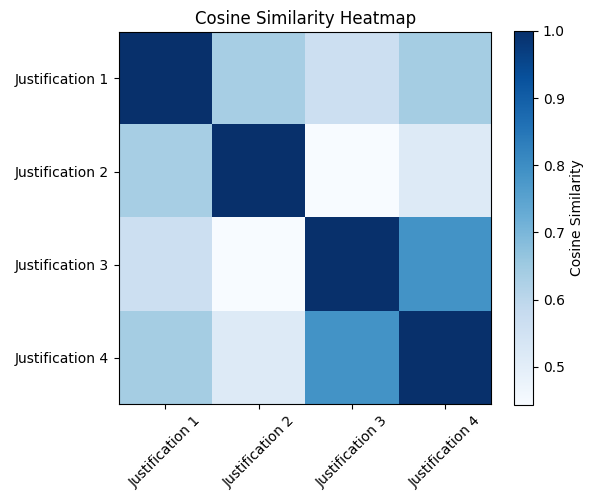 Cosine Similarity Heatmap
Justification 1
Justification 2
Justification 3
Justification 4
Justification 1
Justification 2
Justification 3
Justification 4
1.0
0.9
0.8
0.7
0.6
0.5
Cosine Similarity